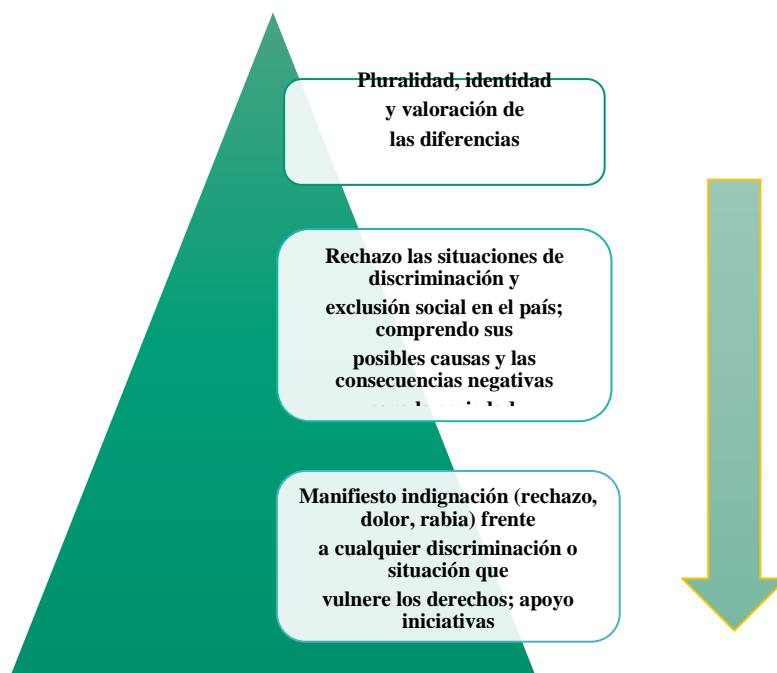 Pluralidad, identidad
y valoración de
las diferencias
Rechazo las situaciones de
discriminación y
exclusión social en el país;
comprendo sus
posibles causas y las
consecuencias negativas
Manifiesto indignación (rechazo,
dolor, rabia) frente
a cualquier discriminación o
situación que
vulnere los derechos; apoyo
iniciativas